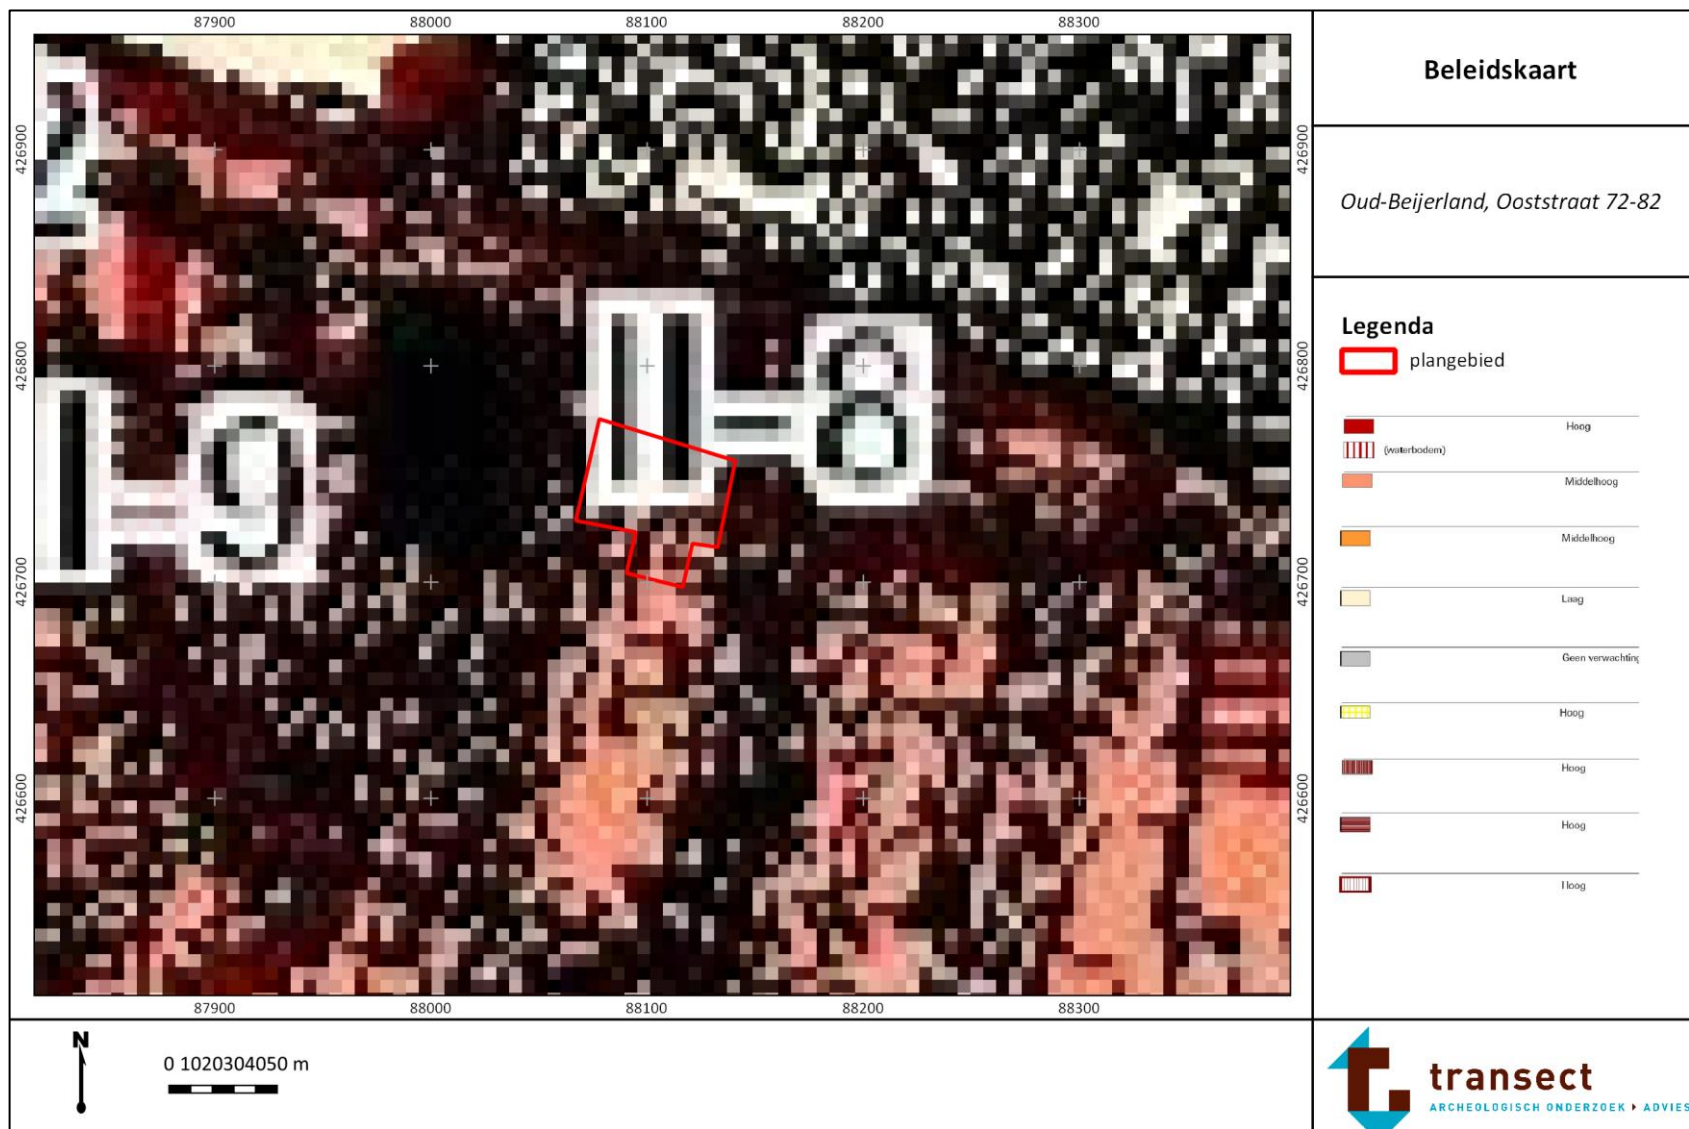 87900 88000 88100 88200 88300
426900 426900
426800 426800
426700 426700
426600 426600
87900 88000 88100 88200 88300
II-8
I-9
Beleidskaart
Oud-Beijerland, Ooststraat 72-82
Legenda
plangebied
Hoog
(waterbodem)
Middelhoog
Middelhoog
Laag
Geen verwachting
Hoog
Hoog
Hoog
Hoog
N
0 1020304050 m
transect
ARCHEOLOGISCH ONDERZOEK ADVIES